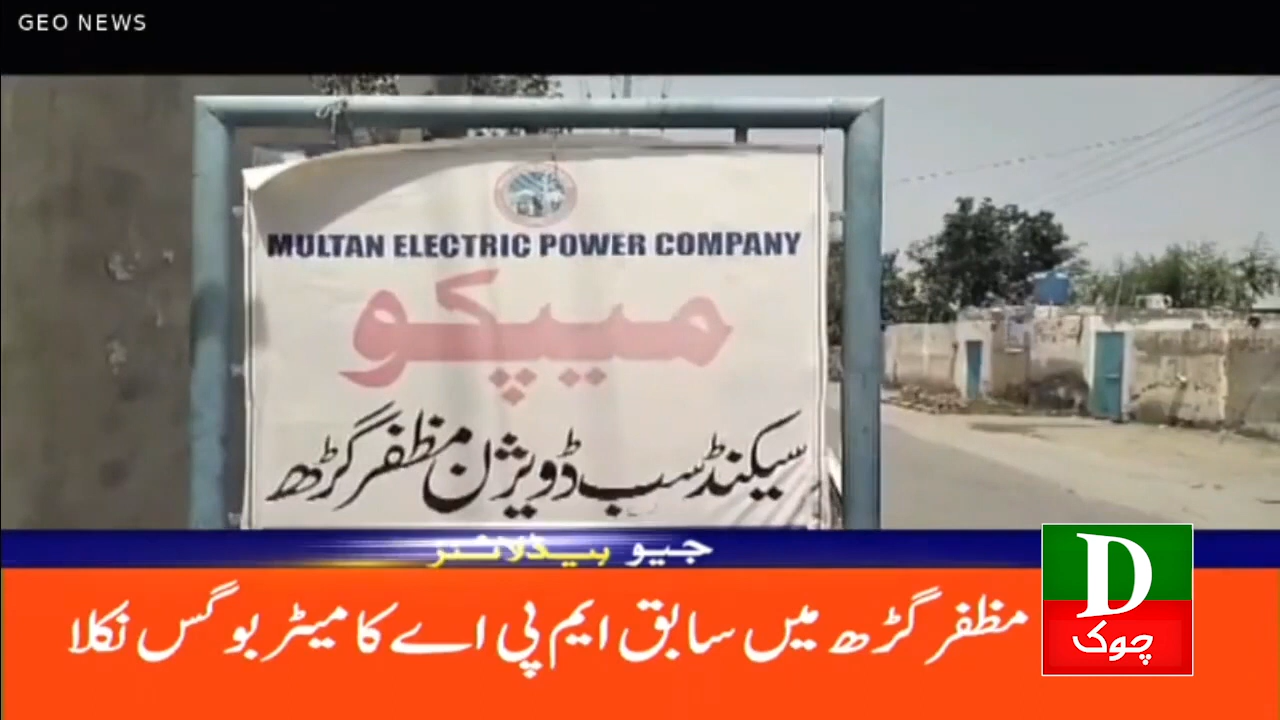 GEO NEWS
MULTAN ELECTRIC POWER COMPANY
میپکو
سیکنڈ سب ڈویژن مظفر گڑھ
جیو ہیڈلائنز
مظفر گڑھ میں سابق ایم پی اے کا میٹر بوگس نکلا
D
چوک